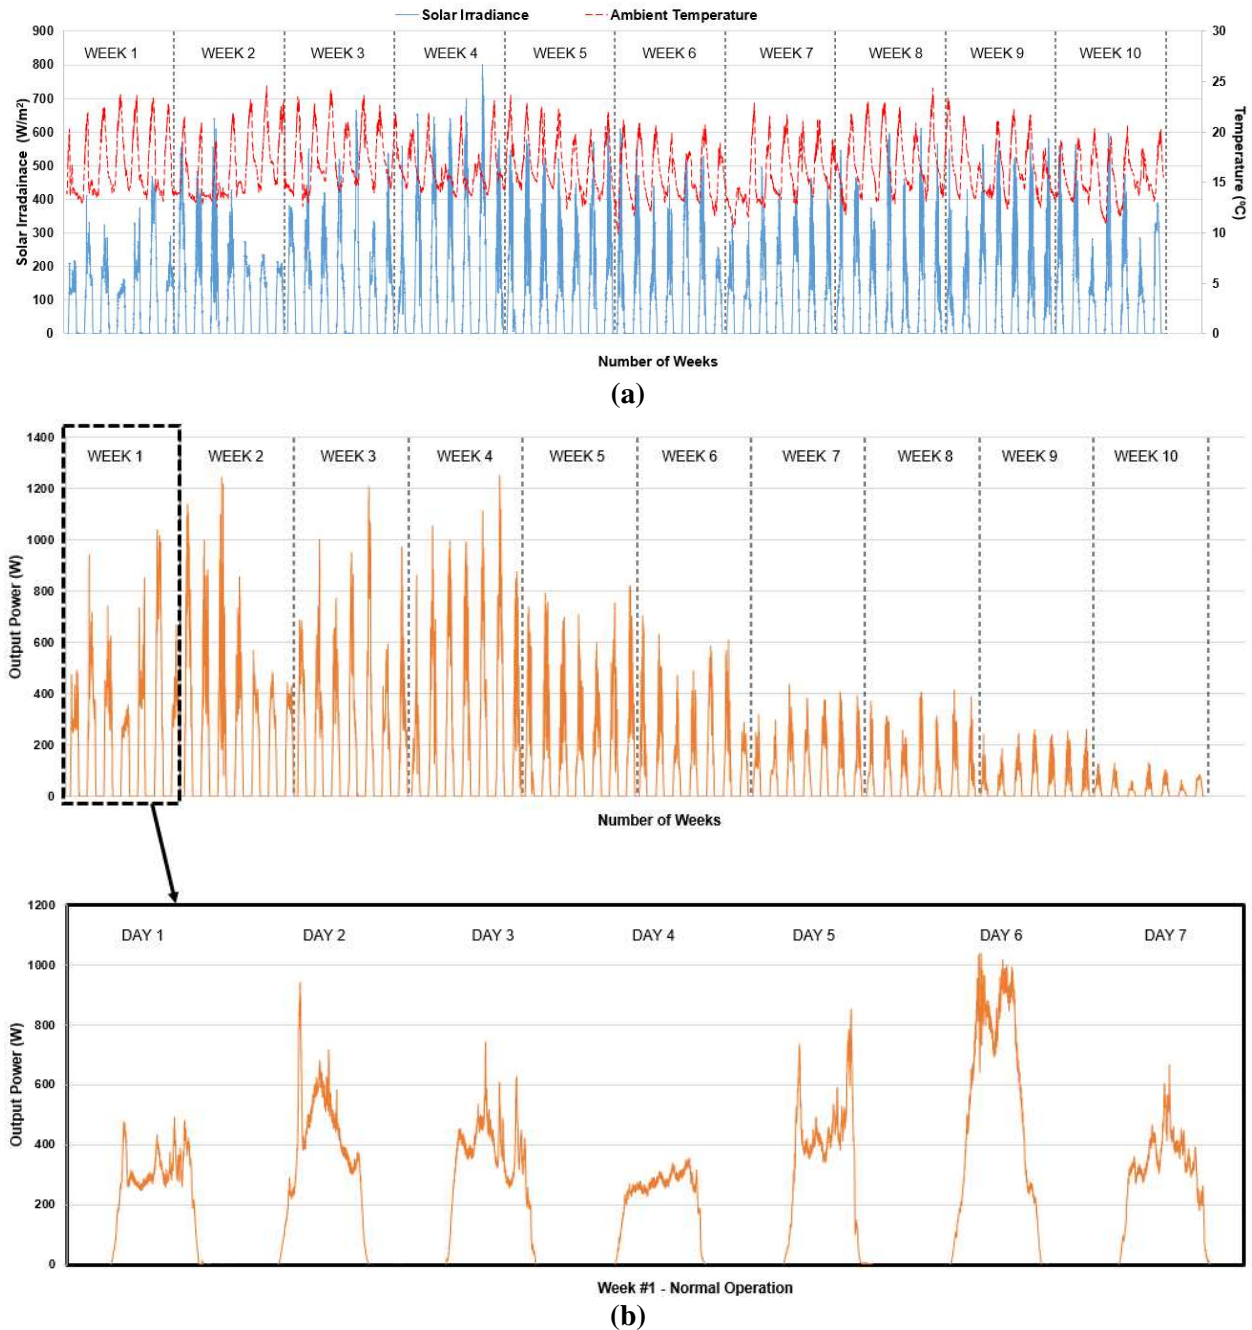 Solar Irradiance Ambient Temperature
900 30
WEEK 1 WEEK 2 WEEK 3 WEEK 4 WEEK 5 WEEK 6 WEEK 7 WEEK 8 WEEK 9 WEEK 10
800
25
700
600 20
500
15
400
300 10
200
5
100
0 0
Solar Irradainace (W/m²)
Temperature (ºC)
Number of Weeks
(a)
1400
WEEK 1 WEEK 2 WEEK 3 WEEK 4 WEEK 5 WEEK 6 WEEK 7 WEEK 8 WEEK 9 WEEK 10
1200
1000
800
600
400
200
0
Output Power (W)
Number of Weeks
1200
DAY 1 DAY 2 DAY 3 DAY 4 DAY 5 DAY 6 DAY 7
1000
800
600
400
200
0
Output Power (W)
Week #1 - Normal Operation
(b)